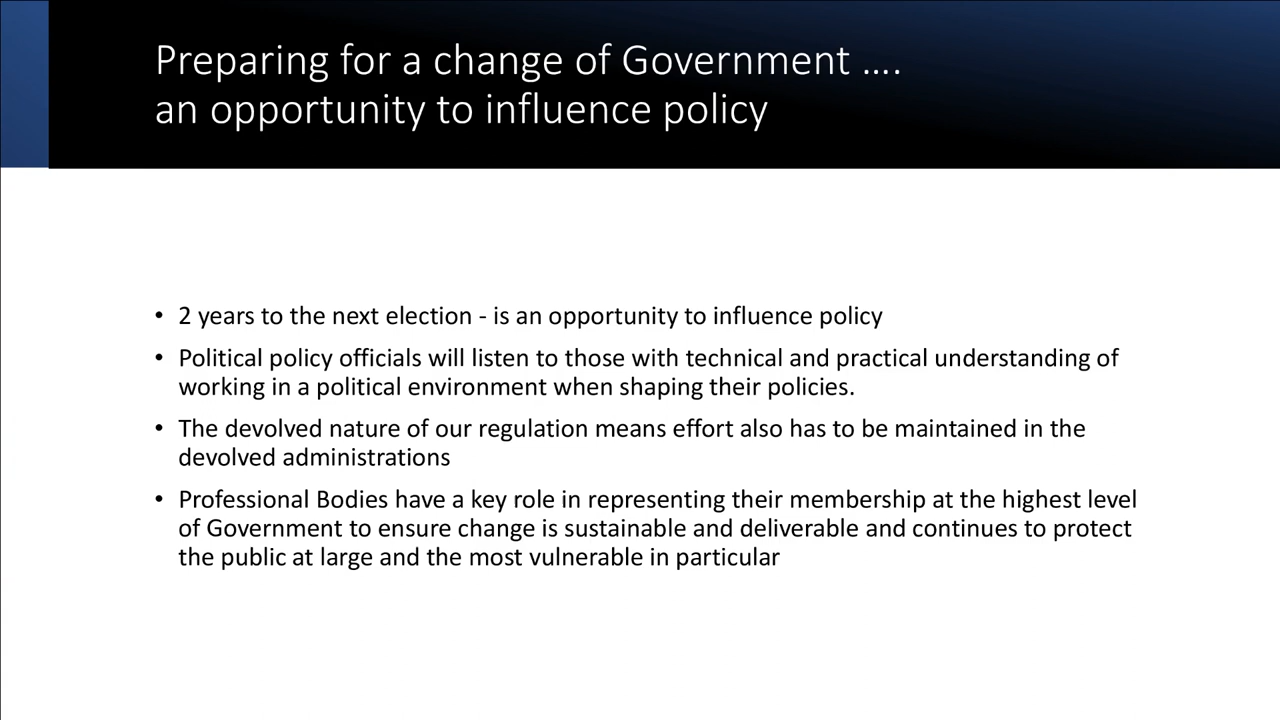 Preparing for a change of Government ….
an opportunity to influence policy
• 2 years to the next election - is an opportunity to influence policy
• Political policy officials will listen to those with technical and practical understanding of
working in a political environment when shaping their policies.
• The devolved nature of our regulation means effort also has to be maintained in the
devolved administrations
• Professional Bodies have a key role in representing their membership at the highest level
of Government to ensure change is sustainable and deliverable and continues to protect
the public at large and the most vulnerable in particular